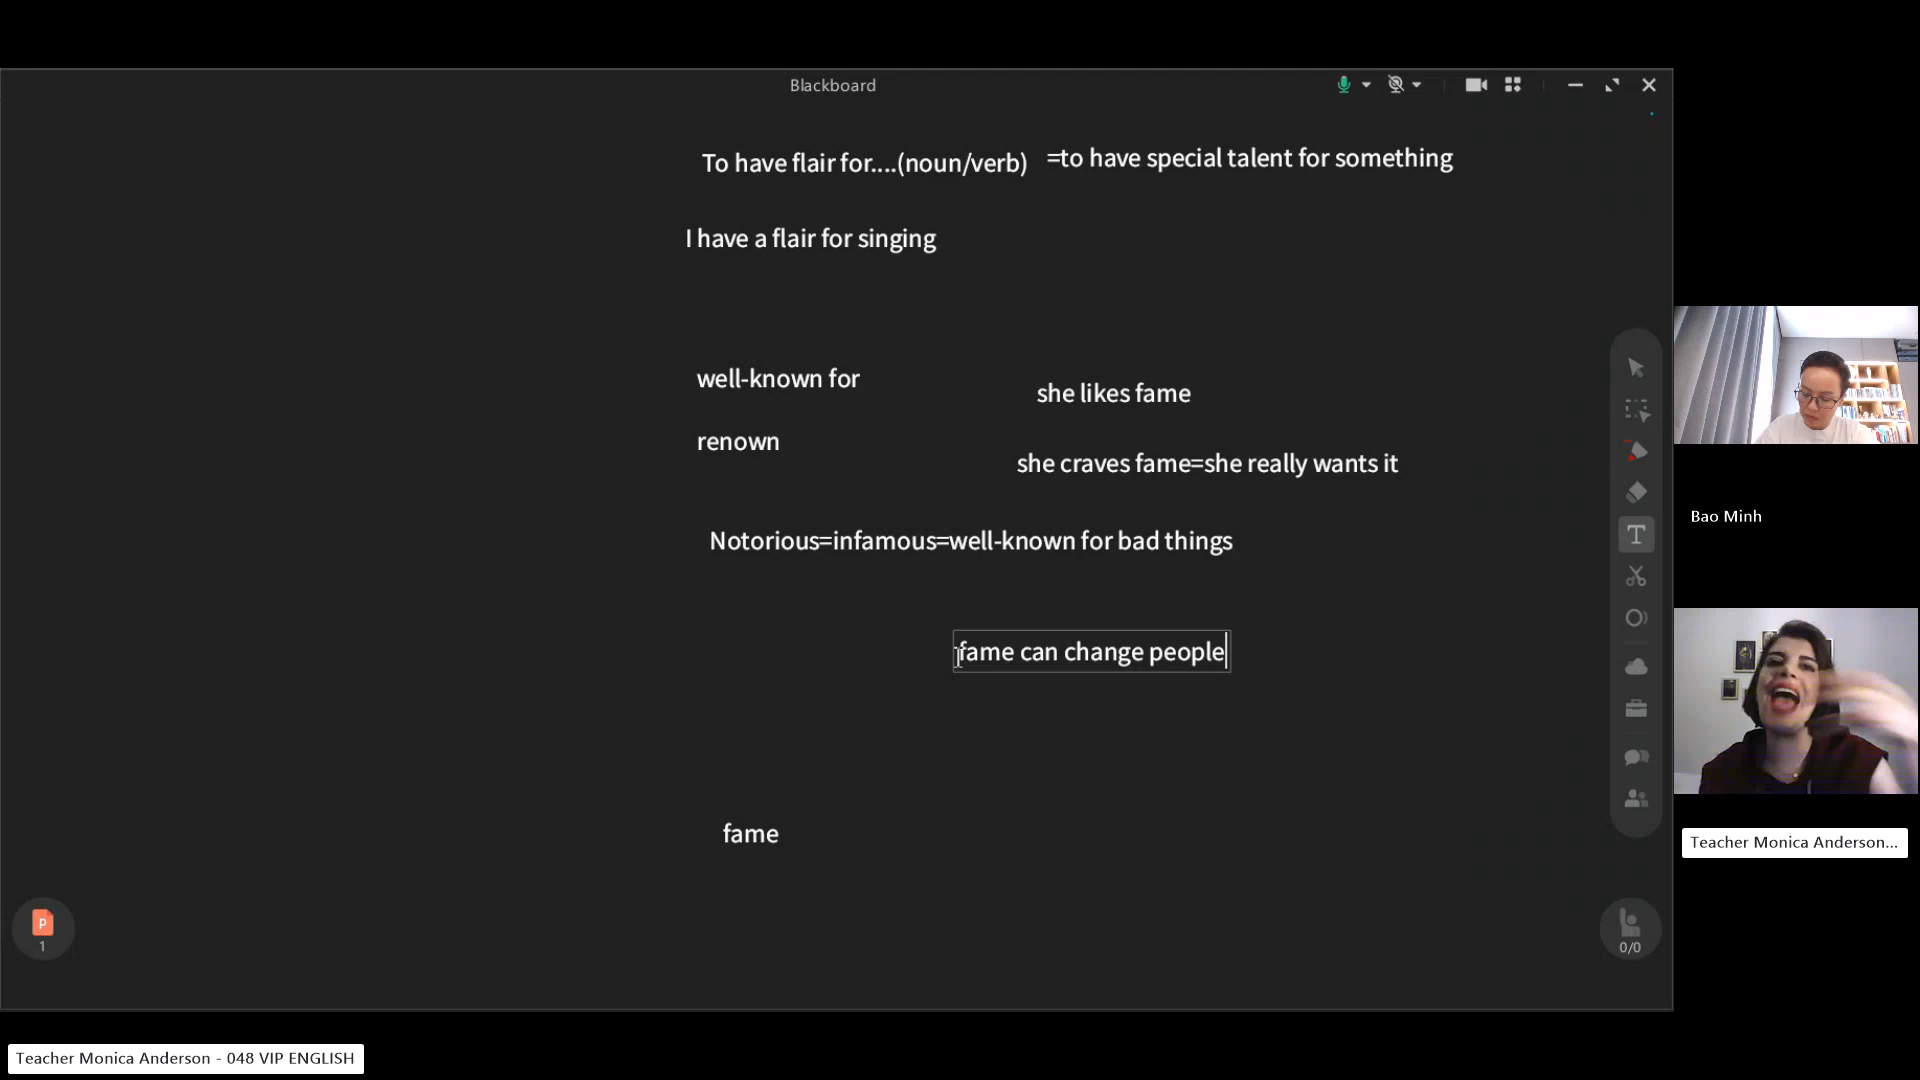 Blackboard
To have flair for....(noun/verb) =to have special talent for something
I have a flair for singing
well-known for
she likes fame
renown
she craves fame=she really wants it
Notorious=infamous=well-known for bad things
fame can change people
fame
P
1
T
0/0
Bao Minh
Teacher Monica Anderson...
Teacher Monica Anderson - 048 VIP ENGLISH